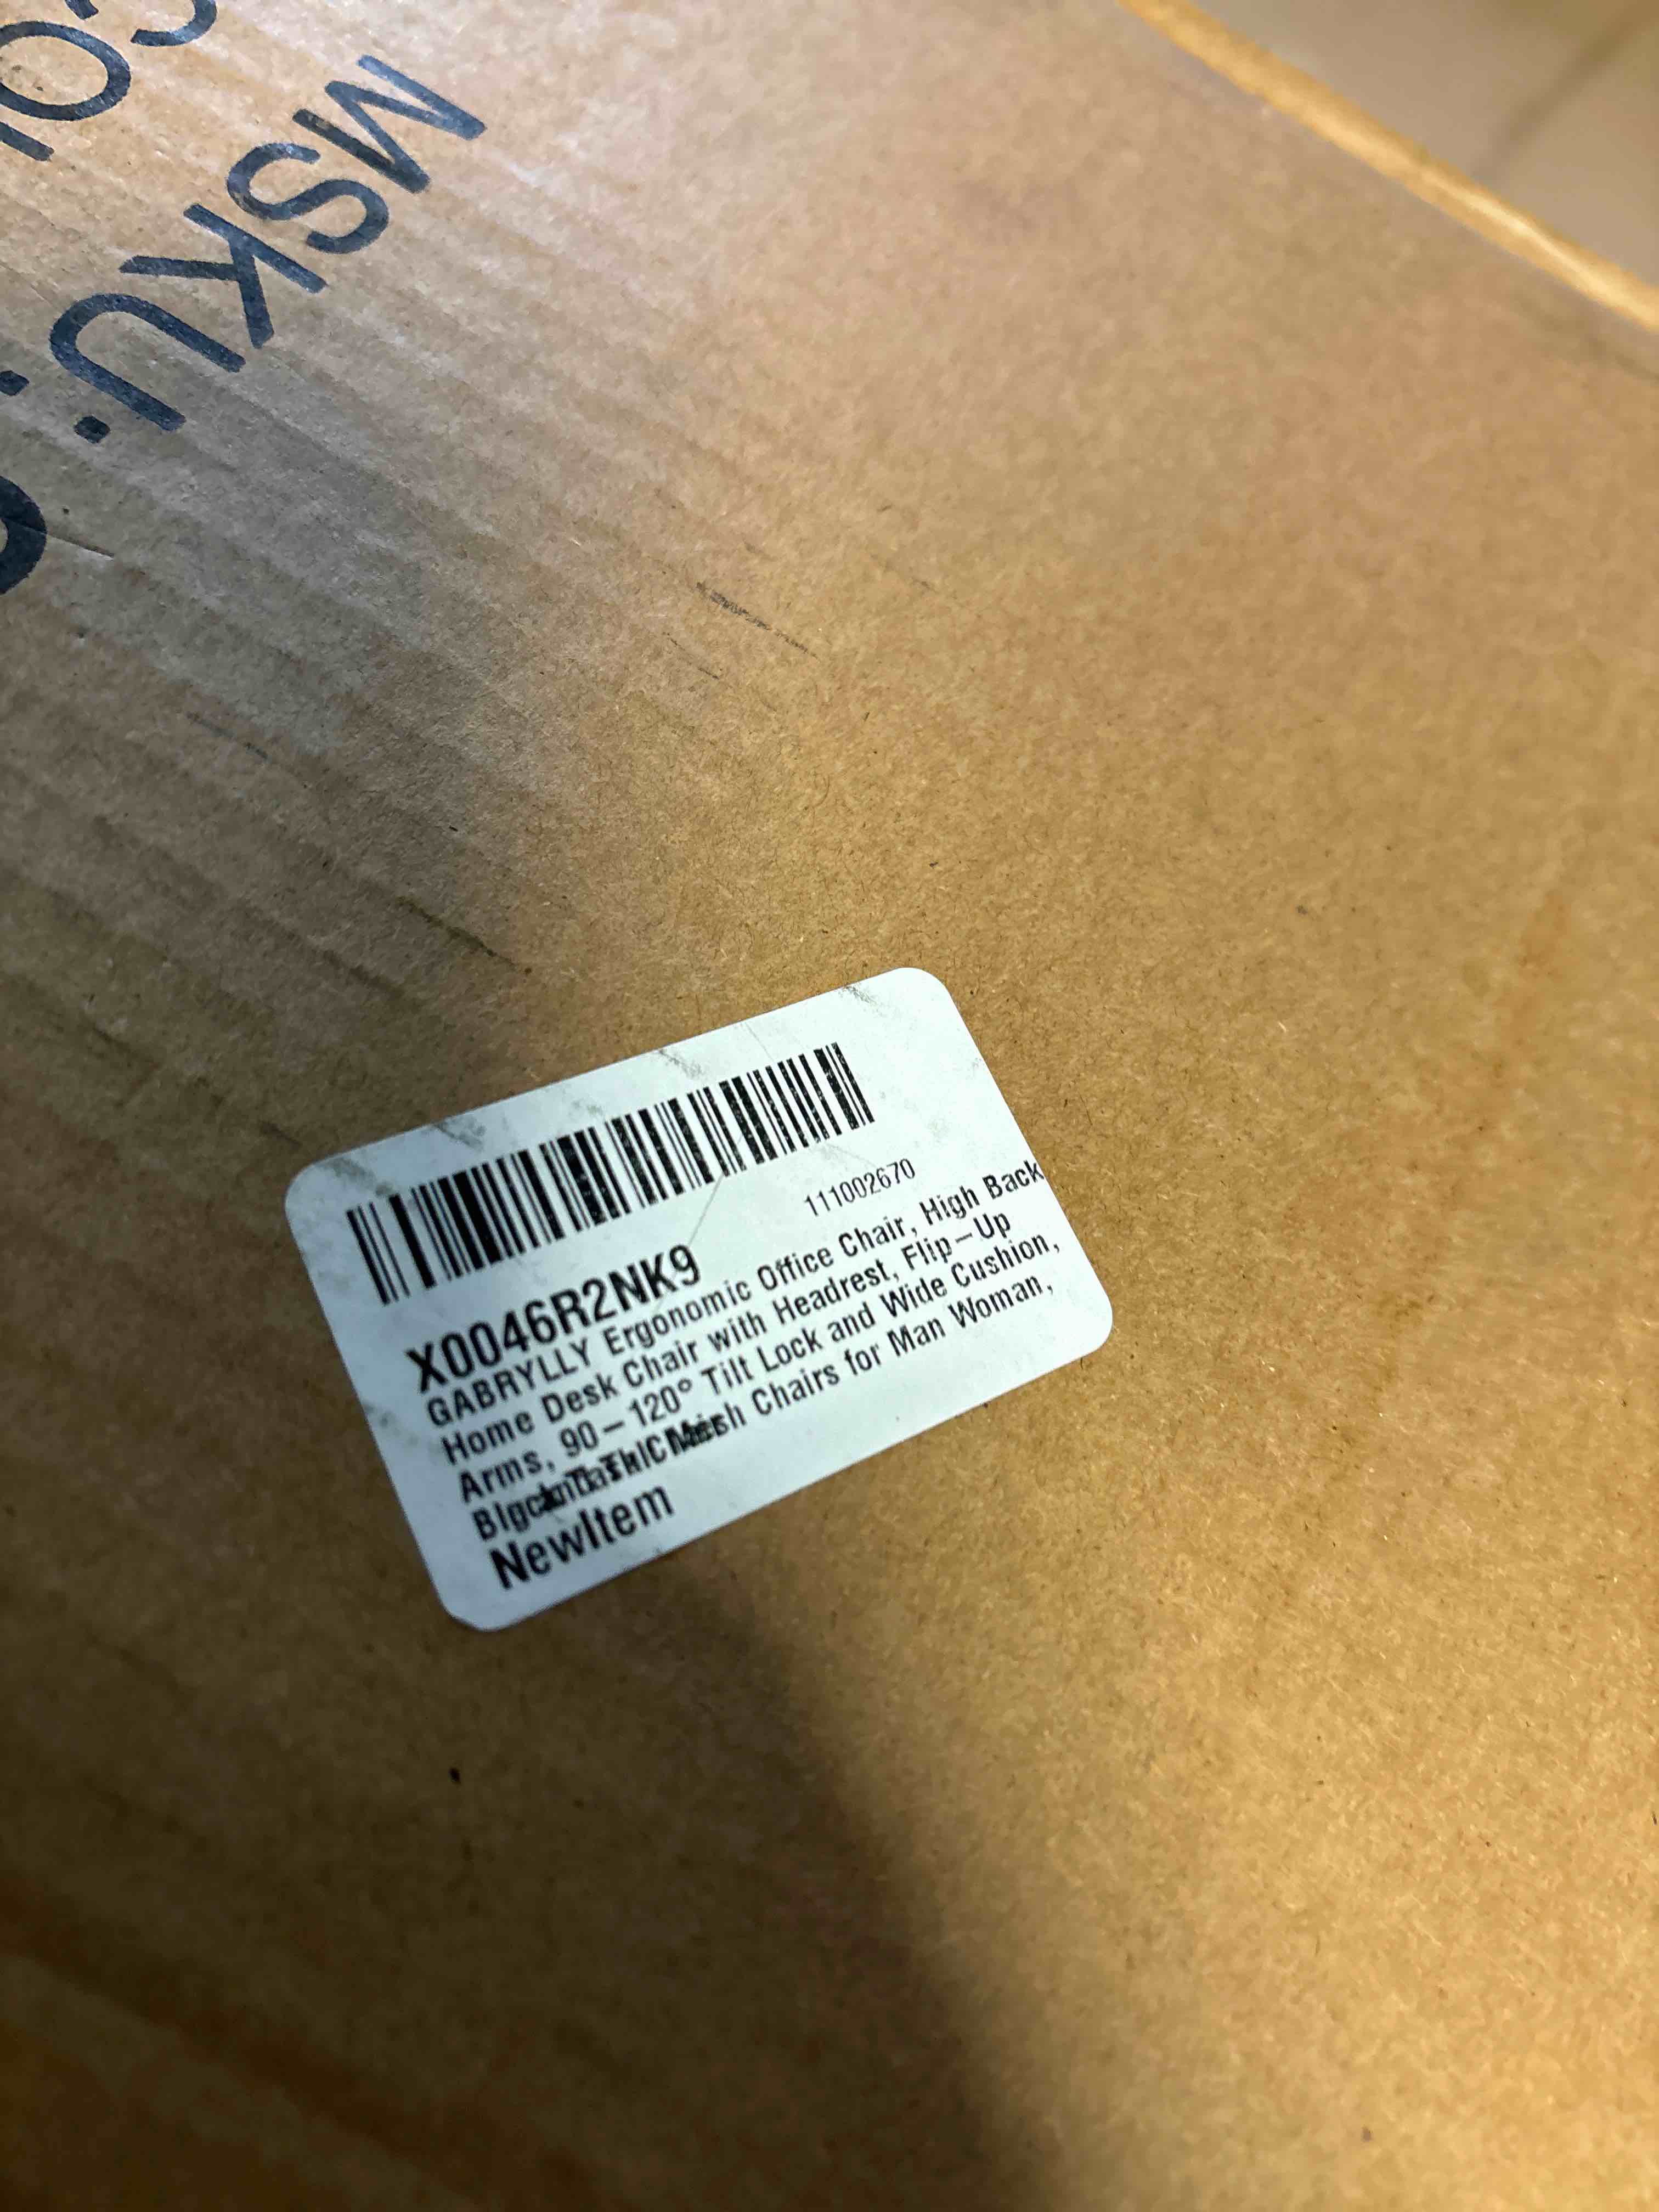 COL
MSKU:
111002670
X0046R2NK9
GABRYLLY Ergonomic Office Chair, High Back
Home Desk Chair with Headrest, Flip-Up
Arms, 90-120° Tilt Lock and Wide Cushion,
Mesh Chairs for Man Woman,
NewItem